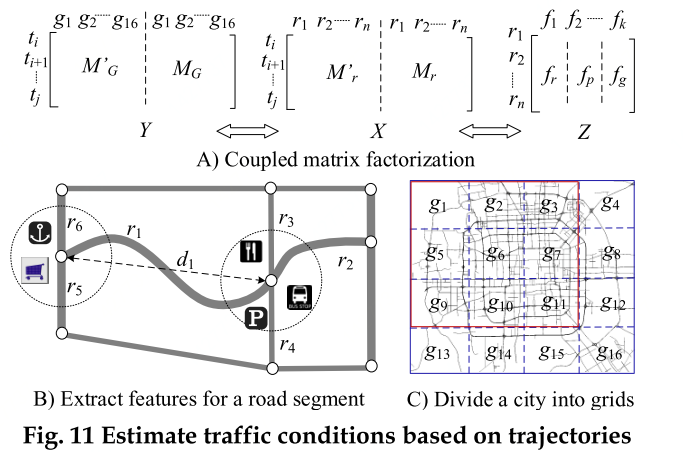 g1 g2 g16 g1 g2 g16
ti
ti+1
tj
M'G MG
Y
r1 r2 rn r1 r2 rn
ti
ti+1
tj
M'r Mr
X
f1 f2 fk
r1
r2
rn
fr fp fg
Z
A) Coupled matrix factorization
r6 r1 r3
d1 r2
r5
BUS STOP
P
r4
g1 g2 g3 g4
g5 g6 g7 g8
g9 g10 g11 g12
g13 g14 g15 g16
B) Extract features for a road segment
C) Divide a city into grids
Fig. 11 Estimate traffic conditions based on trajectories